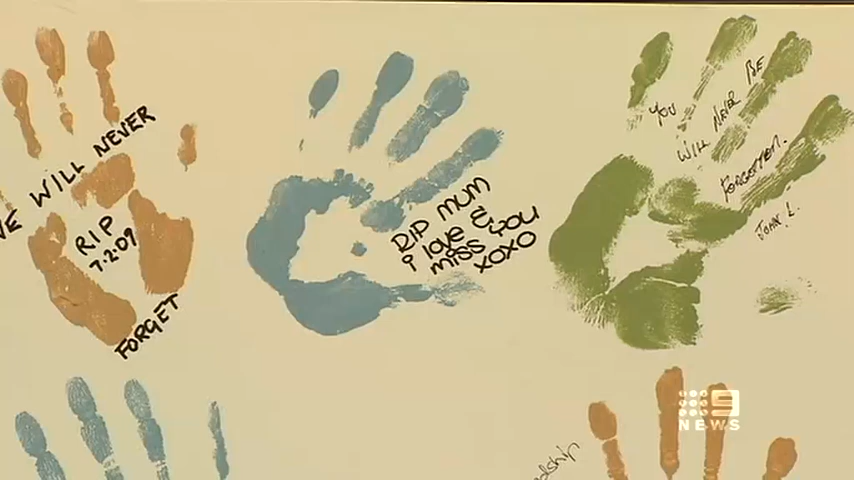 WE WILL NEVER
RIP
7.2.09
FORGET
RIP MUM
i love &
miss you
xoxo
YOU
WILL NEVER BE
FORGOTTEN.
JOHN L.
9
NEWS